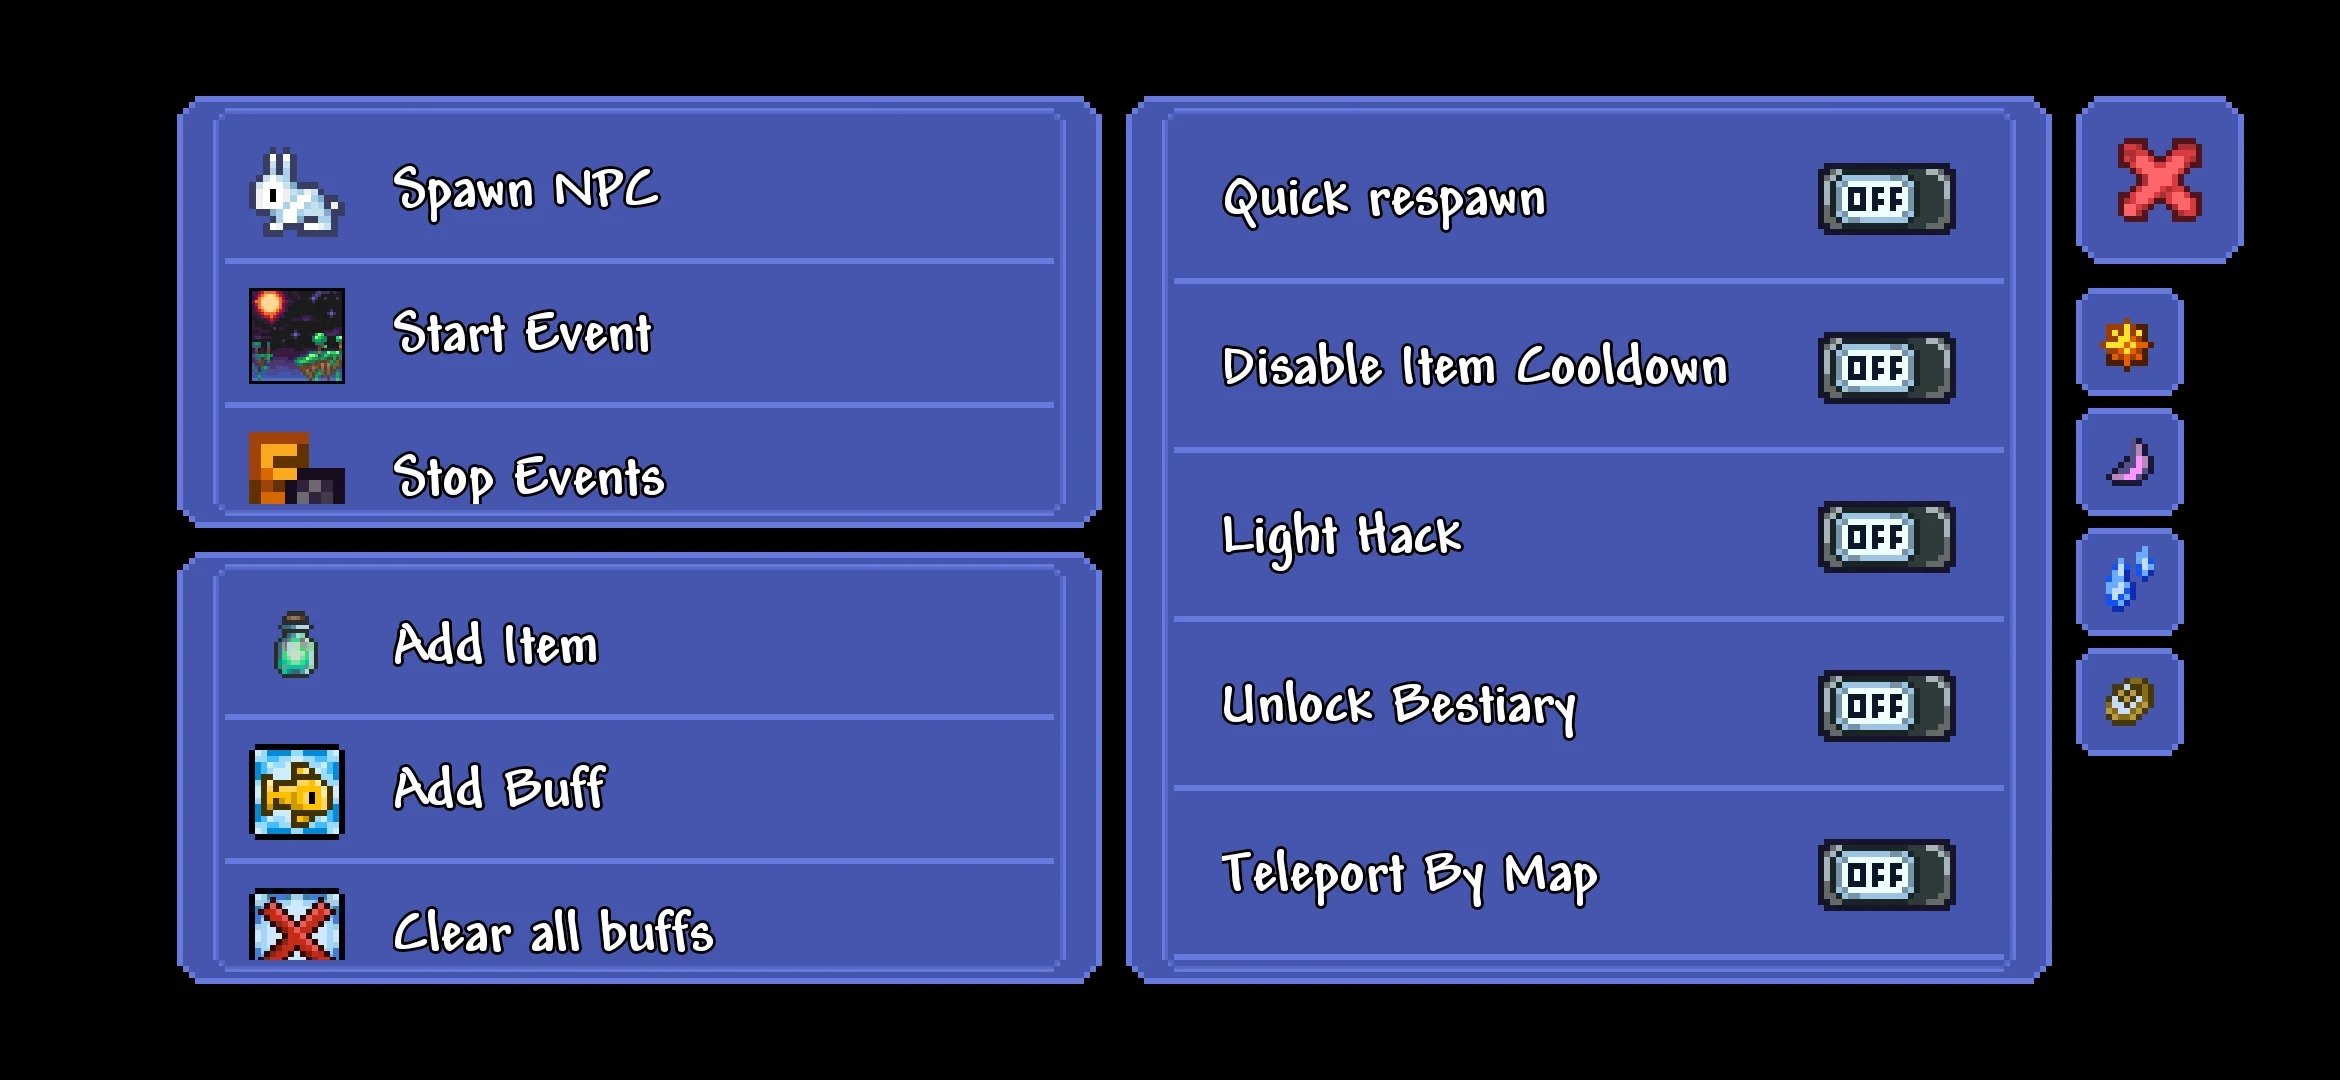 Spawn NPC
Start Event
Stop Events
Add Item
Add Buff
Clear all buffs
Quick respawn OFF
Disable Item Cooldown OFF
Light Hack OFF
Unlock Bestiary OFF
Teleport By Map OFF